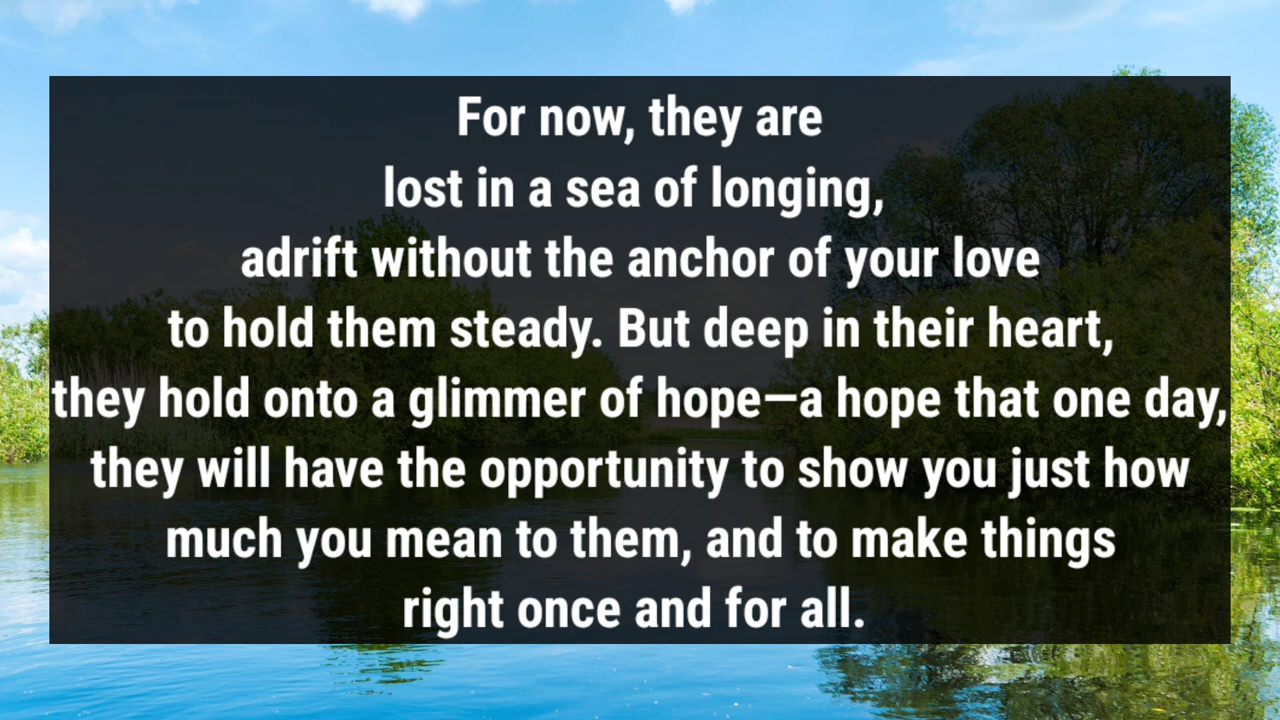 For now, they are
lost in a sea of longing,
adrift without the anchor of your love
to hold them steady. But deep in their heart,
they hold onto a glimmer of hope—a hope that one day,
they will have the opportunity to show you just how
much you mean to them, and to make things
right once and for all.